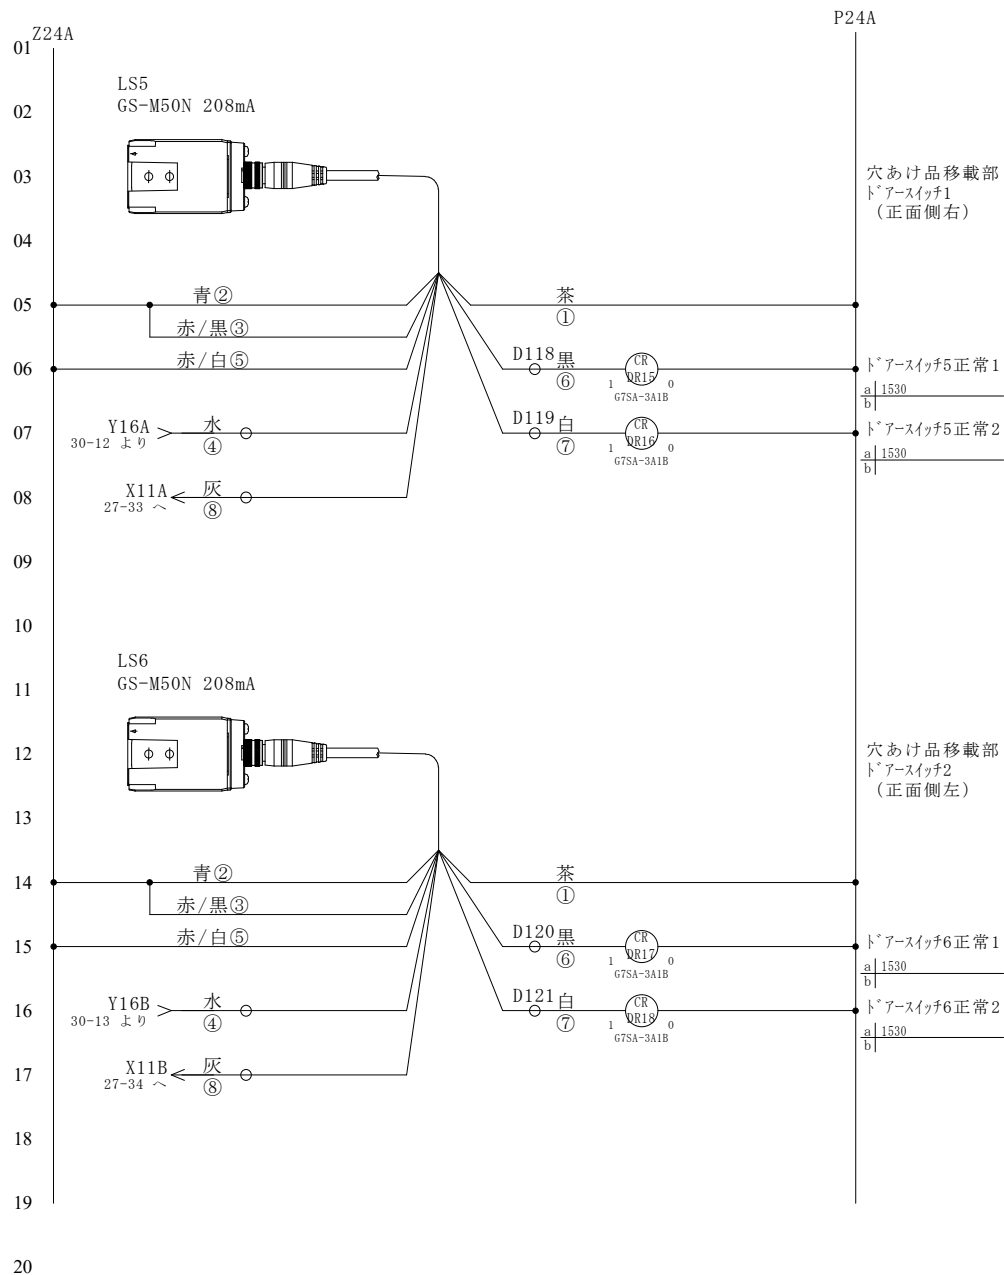 Z24A
P24A
01
LS5
GS-M50N 208mA
02
03
穴あけ品移載部
ﾄﾞｱｰｽｲｯﾁ1
(正面側右)
04
05
青②
茶
①
赤/黒③
06
赤/白⑤
D118
黒
⑥
CR
DR15
1
0
G7SA-3A1B
ﾄﾞｱｰｽｲｯﾁ5正常1
a 1530
b
07
Y16A
30-12 より
水
④
D119
白
⑦
CR
DR16
1
0
G7SA-3A1B
ﾄﾞｱｰｽｲｯﾁ5正常2
a 1530
b
08
X11A
27-33 へ
灰
⑧
09
10
LS6
GS-M50N 208mA
11
12
穴あけ品移載部
ﾄﾞｱｰｽｲｯﾁ2
(正面側左)
13
14
青②
茶
①
赤/黒③
15
赤/白⑤
D120
黒
⑥
CR
DR17
1
0
G7SA-3A1B
ﾄﾞｱｰｽｲｯﾁ6正常1
a 1530
b
16
Y16B
30-13 より
水
④
D121
白
⑦
CR
DR18
1
0
G7SA-3A1B
ﾄﾞｱｰｽｲｯﾁ6正常2
a 1530
b
17
X11B
27-34 へ
灰
⑧
18
19
20